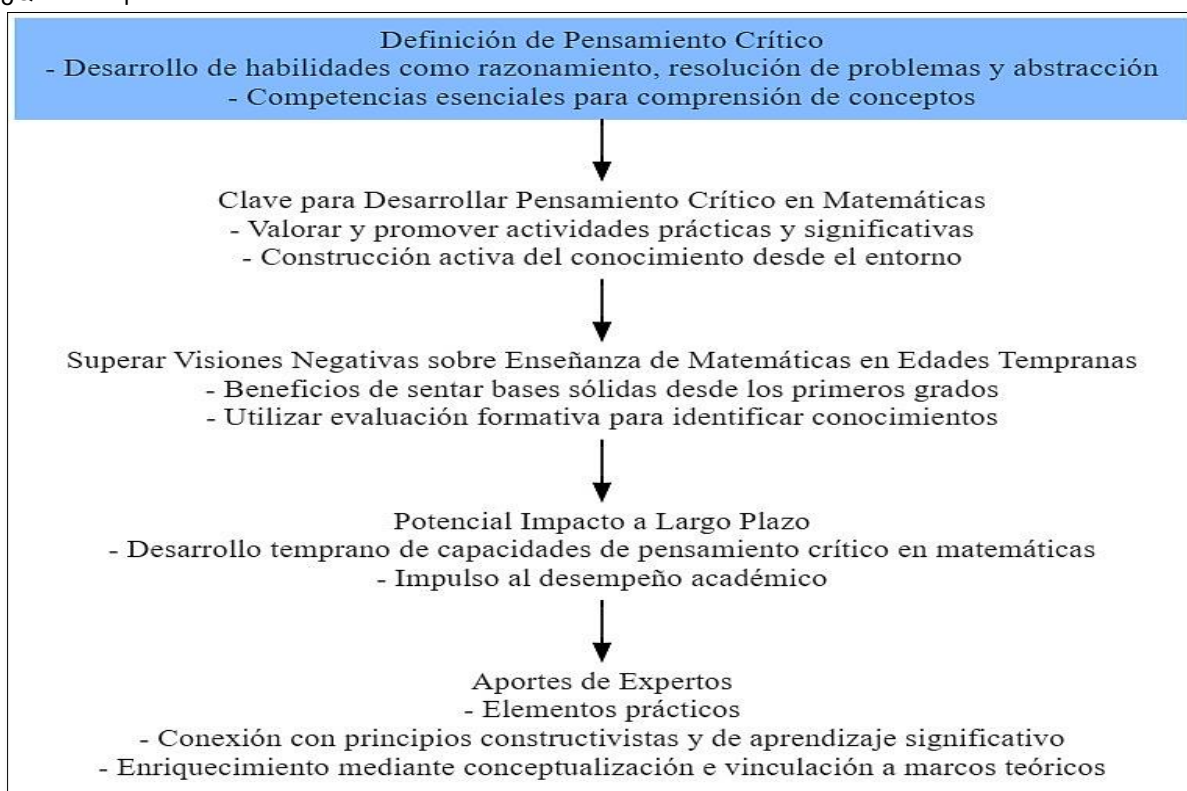 Definición de Pensamiento Crítico
- Desarrollo de habilidades como razonamiento, resolución de problemas y abstracción
- Competencias esenciales para comprensión de conceptos
Clave para Desarrollar Pensamiento Crítico en Matemáticas
- Valorar y promover actividades prácticas y significativas
- Construcción activa del conocimiento desde el entorno
Superar Visiones Negativas sobre Enseñanza de Matemáticas en Edades Tempranas
- Beneficios de sentar bases sólidas desde los primeros grados
- Utilizar evaluación formativa para identificar conocimientos
Potencial Impacto a Largo Plazo
- Desarrollo temprano de capacidades de pensamiento crítico en matemáticas
- Impulso al desempeño académico
Aportes de Expertos
- Elementos prácticos
- Conexión con principios constructivistas y de aprendizaje significativo
- Enriquecimiento mediante conceptualización e vinculación a marcos teóricos